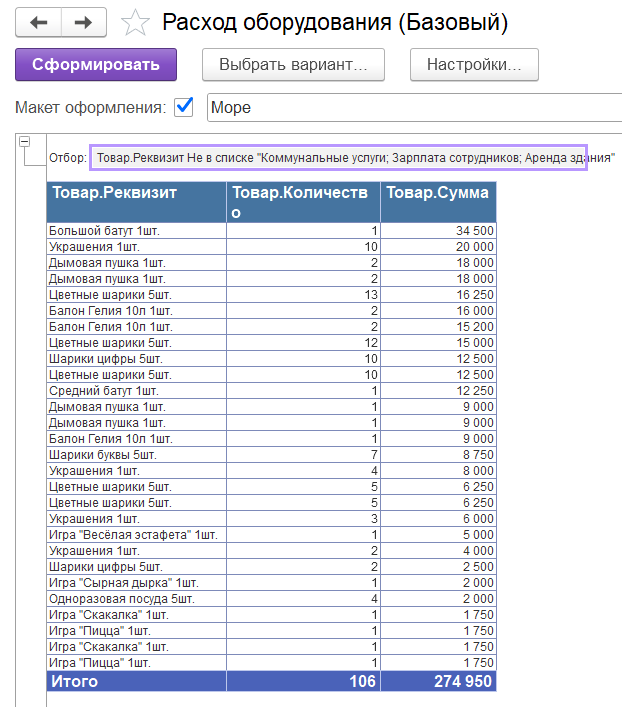 Расход оборудования (Базовый)
Сформировать Выбрать вариант... Настройки...
Макет оформления: Море
Отбор: Товар.Реквизит Не в списке "Коммунальные услуги; Зарплата сотрудников; Аренда здания"
Товар.Реквизит Товар.Количеств Товар.Сумма
о
Большой батут 1шт. 1 34 500
Украшения 1шт. 10 20 000
Дымовая пушка 1шт. 2 18 000
Дымовая пушка 1шт. 2 18 000
Цветные шарики 5шт. 13 16 250
Балон Гелия 10л 1шт. 2 16 000
Балон Гелия 10л 1шт. 2 15 200
Цветные шарики 5шт. 12 15 000
Шарики цифры 5шт. 10 12 500
Цветные шарики 5шт. 10 12 500
Средний батут 1шт. 1 12 250
Дымовая пушка 1шт. 1 9 000
Дымовая пушка 1шт. 1 9 000
Балон Гелия 10л 1шт. 1 9 000
Шарики буквы 5шт. 7 8 750
Украшения 1шт. 4 8 000
Цветные шарики 5шт. 5 6 250
Цветные шарики 5шт. 5 6 250
Украшения 1шт. 3 6 000
Игра "Весёлая эстафета" 1шт. 1 5 000
Украшения 1шт. 2 4 000
Шарики цифры 5шт. 2 2 500
Игра "Сырная дырка" 1шт. 1 2 000
Одноразовая посуда 5шт. 4 2 000
Игра "Скакалка" 1шт. 1 1 750
Игра "Пицца" 1шт. 1 1 750
Игра "Скакалка" 1шт. 1 1 750
Игра "Пицца" 1шт. 1 1 750
Итого 106 274 950